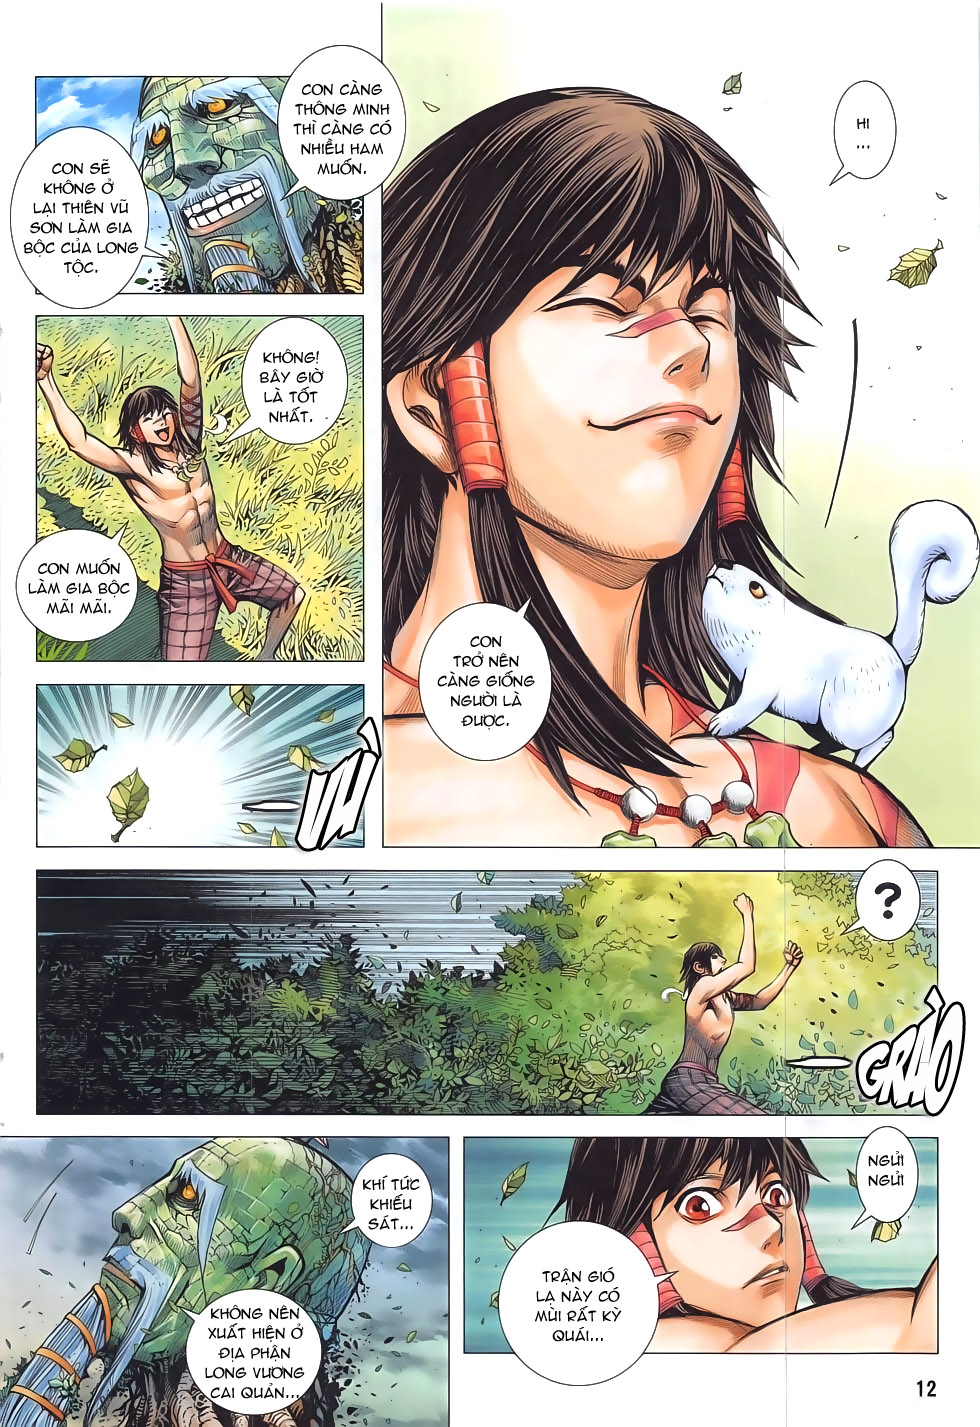 CON CÀNG
THÔNG MINH
THÌ CÀNG CÓ
NHIỀU HAM
MUỐN.
CON SẼ
KHÔNG Ở
LẠI THIÊN VŨ
SƠN LÀM GIA
BỘC CỦA LONG
TỘC.
HI
...
KHÔNG!
BÂY GIỜ
LÀ TỐT
NHẤT.
CON MUỐN
LÀM GIA BỘC
MÃI MÃI.
CON
TRỞ NÊN
CÀNG GIỐNG
NGƯỜI LÀ
ĐƯỢC.
VÙ
?
GRÀO
KHÍ TỨC
KHIẾU
SÁT...
KHÔNG NÊN
XUẤT HIỆN Ở
ĐỊA PHẬN
LONG VƯƠNG
CAI QUẢN...
NGỬI
NGỬI
TRẬN GIÓ
LẠ NÀY CÓ
MÙI RẤT KỲ
QUÁI...
12